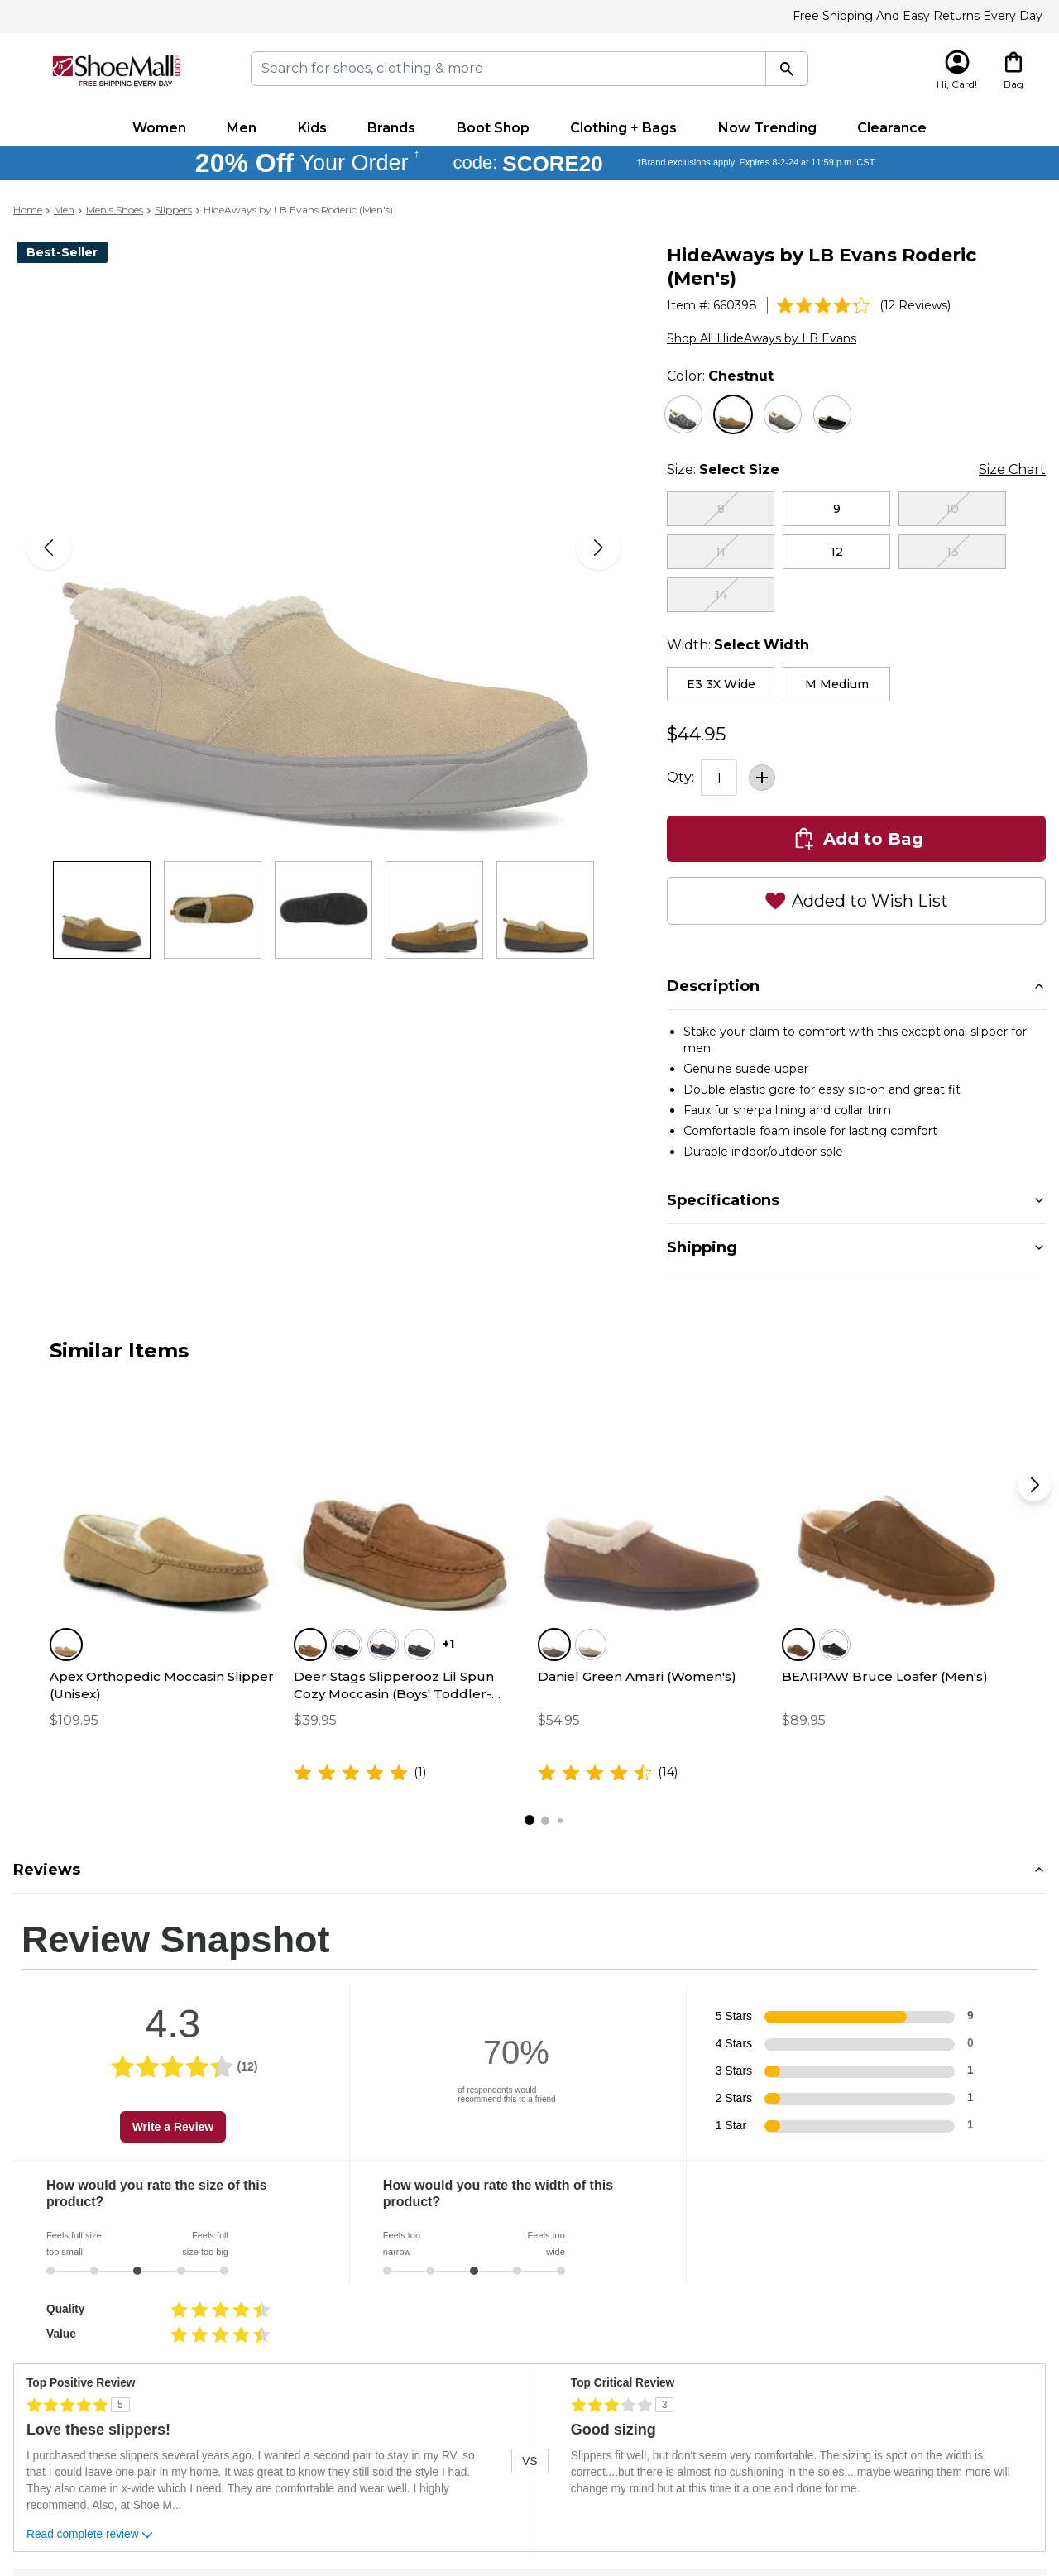 Free Shipping And Easy Returns Every Day
ShoeMall.com
FREE SHIPPING EVERY DAY
Search for shoes, clothing & more
Hi, Card!
Bag
Women Men Kids Brands Boot Shop Clothing + Bags Now Trending Clearance
20% Off Your Order † code: SCORE20 †Brand exclusions apply. Expires 8-2-24 at 11:59 p.m. CST.
Home > Men > Men's Shoes > Slippers > HideAways by LB Evans Roderic (Men's)
Best-Seller
HideAways by LB Evans Roderic
(Men's)
Item #: 660398 (12 Reviews)
Shop All HideAways by LB Evans
Color: Chestnut
Size: Select Size Size Chart
8 9 10
11 12 13
14
Width: Select Width
E3 3X Wide M Medium
$44.95
Qty: 1
Add to Bag
Added to Wish List
Description
• Stake your claim to comfort with this exceptional slipper for
men
• Genuine suede upper
• Double elastic gore for easy slip-on and great fit
• Faux fur sherpa lining and collar trim
• Comfortable foam insole for lasting comfort
• Durable indoor/outdoor sole
Specifications
Shipping
Similar Items
+1
Apex Orthopedic Moccasin Slipper
(Unisex)
$109.95
Deer Stags Slipperooz Lil Spun
Cozy Moccasin (Boys' Toddler-...
$39.95
(1)
Daniel Green Amari (Women's)
$54.95
(14)
BEARPAW Bruce Loafer (Men's)
$89.95
Reviews
Review Snapshot
4.3
(12)
Write a Review
70%
of respondents would
recommend this to a friend
5 Stars 9
4 Stars 0
3 Stars 1
2 Stars 1
1 Star 1
How would you rate the size of this
product?
Feels full size
too small
Feels full
size too big
How would you rate the width of this
product?
Feels too
narrow
Feels too
wide
Quality
Value
Top Positive Review
5
Love these slippers!
I purchased these slippers several years ago. I wanted a second pair to stay in my RV, so
that I could leave one pair in my home. It was great to know they still sold the style I had.
They also came in x-wide which I need. They are comfortable and wear well. I highly
recommend. Also, at Shoe M...
Read complete review
VS
Top Critical Review
3
Good sizing
Slippers fit well, but don't seem very comfortable. The sizing is spot on the width is
correct....but there is almost no cushioning in the soles....maybe wearing them more will
change my mind but at this time it a one and done for me.